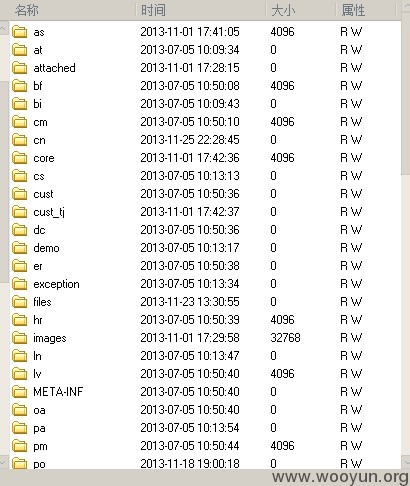 名称 时间 大小 属性
as 2013-11-01 17:41:05 4096 R W
at 2013-07-05 10:09:34 0 R W
attached 2013-11-01 17:28:15 0 R W
bf 2013-07-05 10:50:08 4096 R W
bi 2013-07-05 10:09:43 0 R W
cm 2013-07-05 10:50:10 4096 R W
cn 2013-11-25 22:28:45 0 R W
core 2013-11-01 17:42:36 4096 R W
cs 2013-07-05 10:13:13 0 R W
cust 2013-07-05 10:50:36 0 R W
cust_tj 2013-11-01 17:42:37 0 R W
dc 2013-07-05 10:50:36 0 R W
demo 2013-07-05 10:13:17 0 R W
er 2013-07-05 10:50:38 0 R W
exception 2013-07-05 10:13:34 0 R W
files 2013-11-23 13:30:55 0 R W
hr 2013-07-05 10:50:39 4096 R W
images 2013-11-01 17:29:58 32768 R W
ln 2013-07-05 10:13:47 0 R W
lv 2013-07-05 10:50:40 4096 R W
META-INF 2013-07-05 10:50:40 0 R W
oa 2013-07-05 10:50:40 0 R W
pa 2013-07-05 10:13:54 0 R W
pm 2013-07-05 10:50:44 4096 R W
po 2013-11-18 19:00:18 0 R W
www.wooyun.org